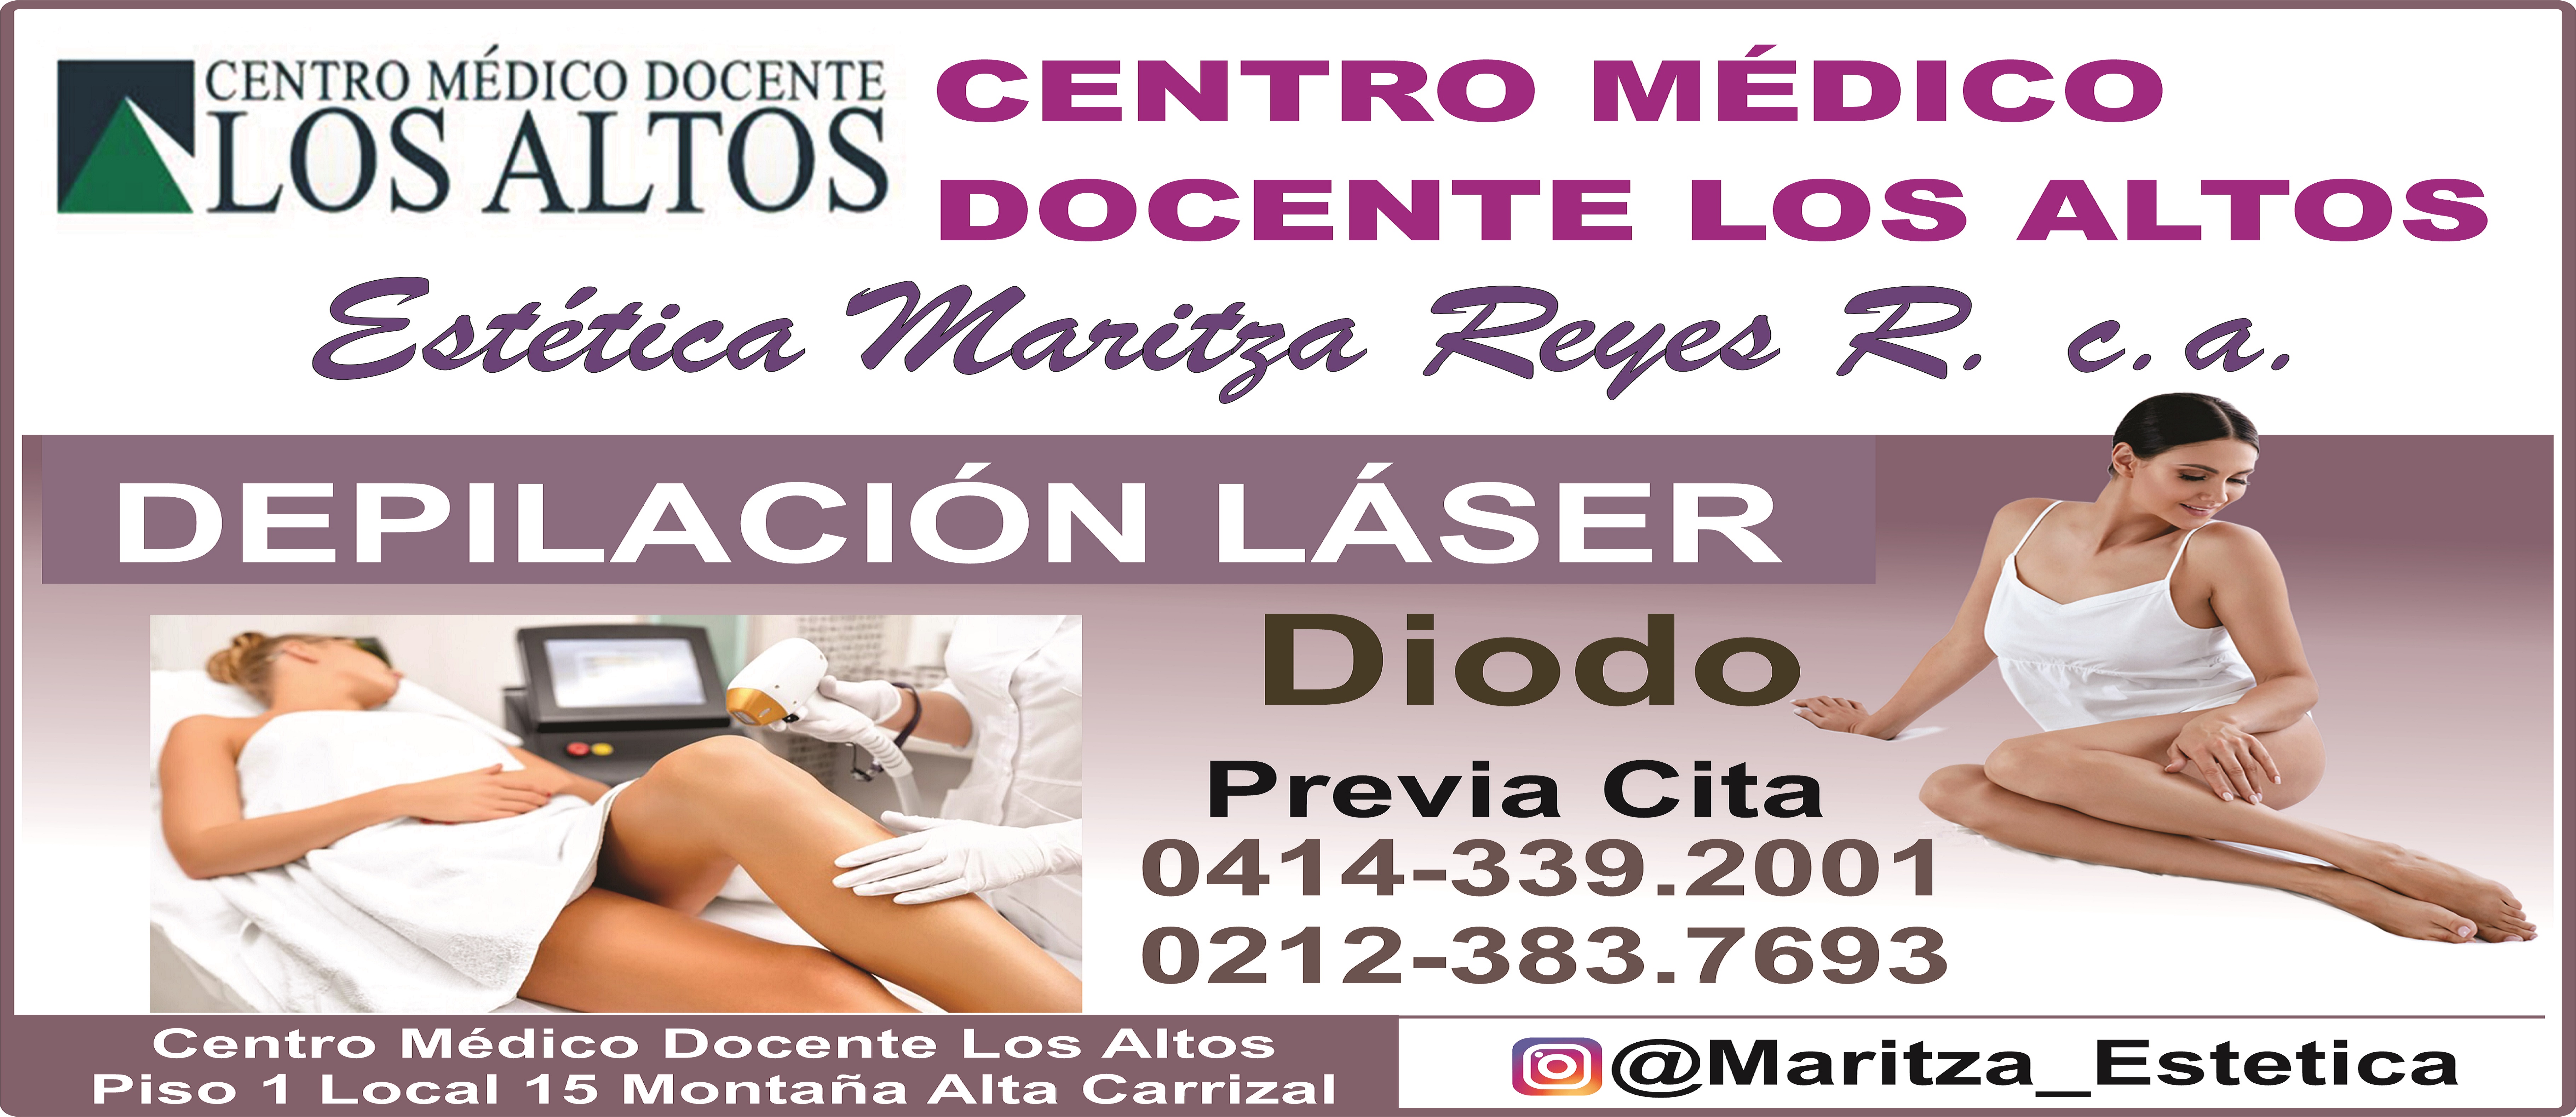 CENTRO MÉDICO DOCENTE
LOS ALTOS
CENTRO MÉDICO
DOCENTE LOS ALTOS
Estética Maritza Reyes R. c.a.
DEPILACIÓN LÁSER
Diodo
Previa Cita
0414-339.2001
0212-383.7693
Centro Médico Docente Los Altos
Piso 1 Local 15 Montaña Alta Carrizal
@Maritza_Estetica